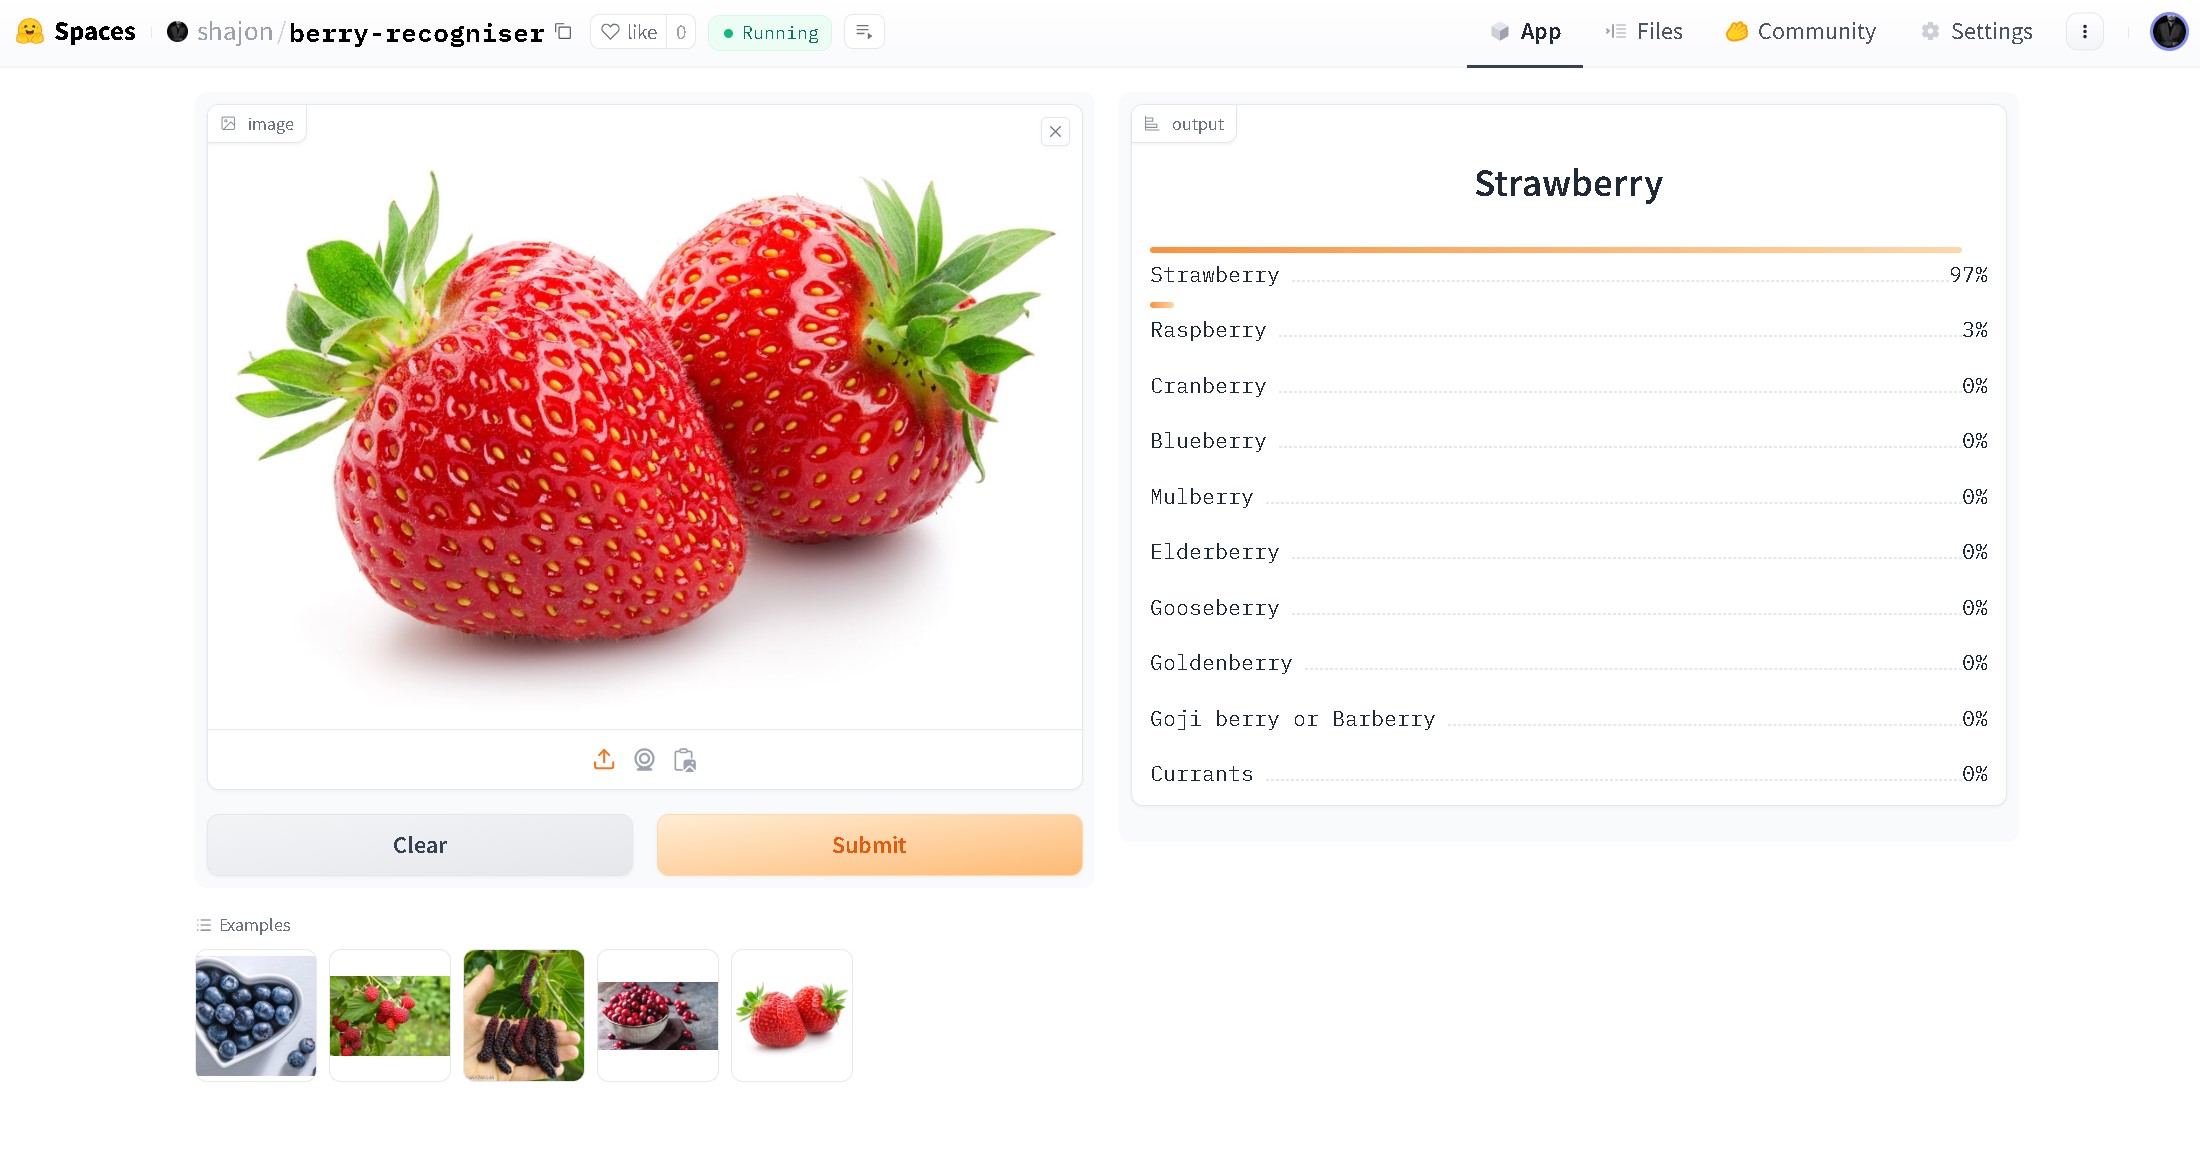 Spaces shajon/berry-recogniser like 0 Running App Files Community Settings
image
output
Strawberry
Strawberry 97%
Raspberry 3%
Cranberry 0%
Blueberry 0%
Mulberry 0%
Elderberry 0%
Gooseberry 0%
Goldenberry 0%
Goji berry or Barberry 0%
Currants 0%
Clear Submit
Examples